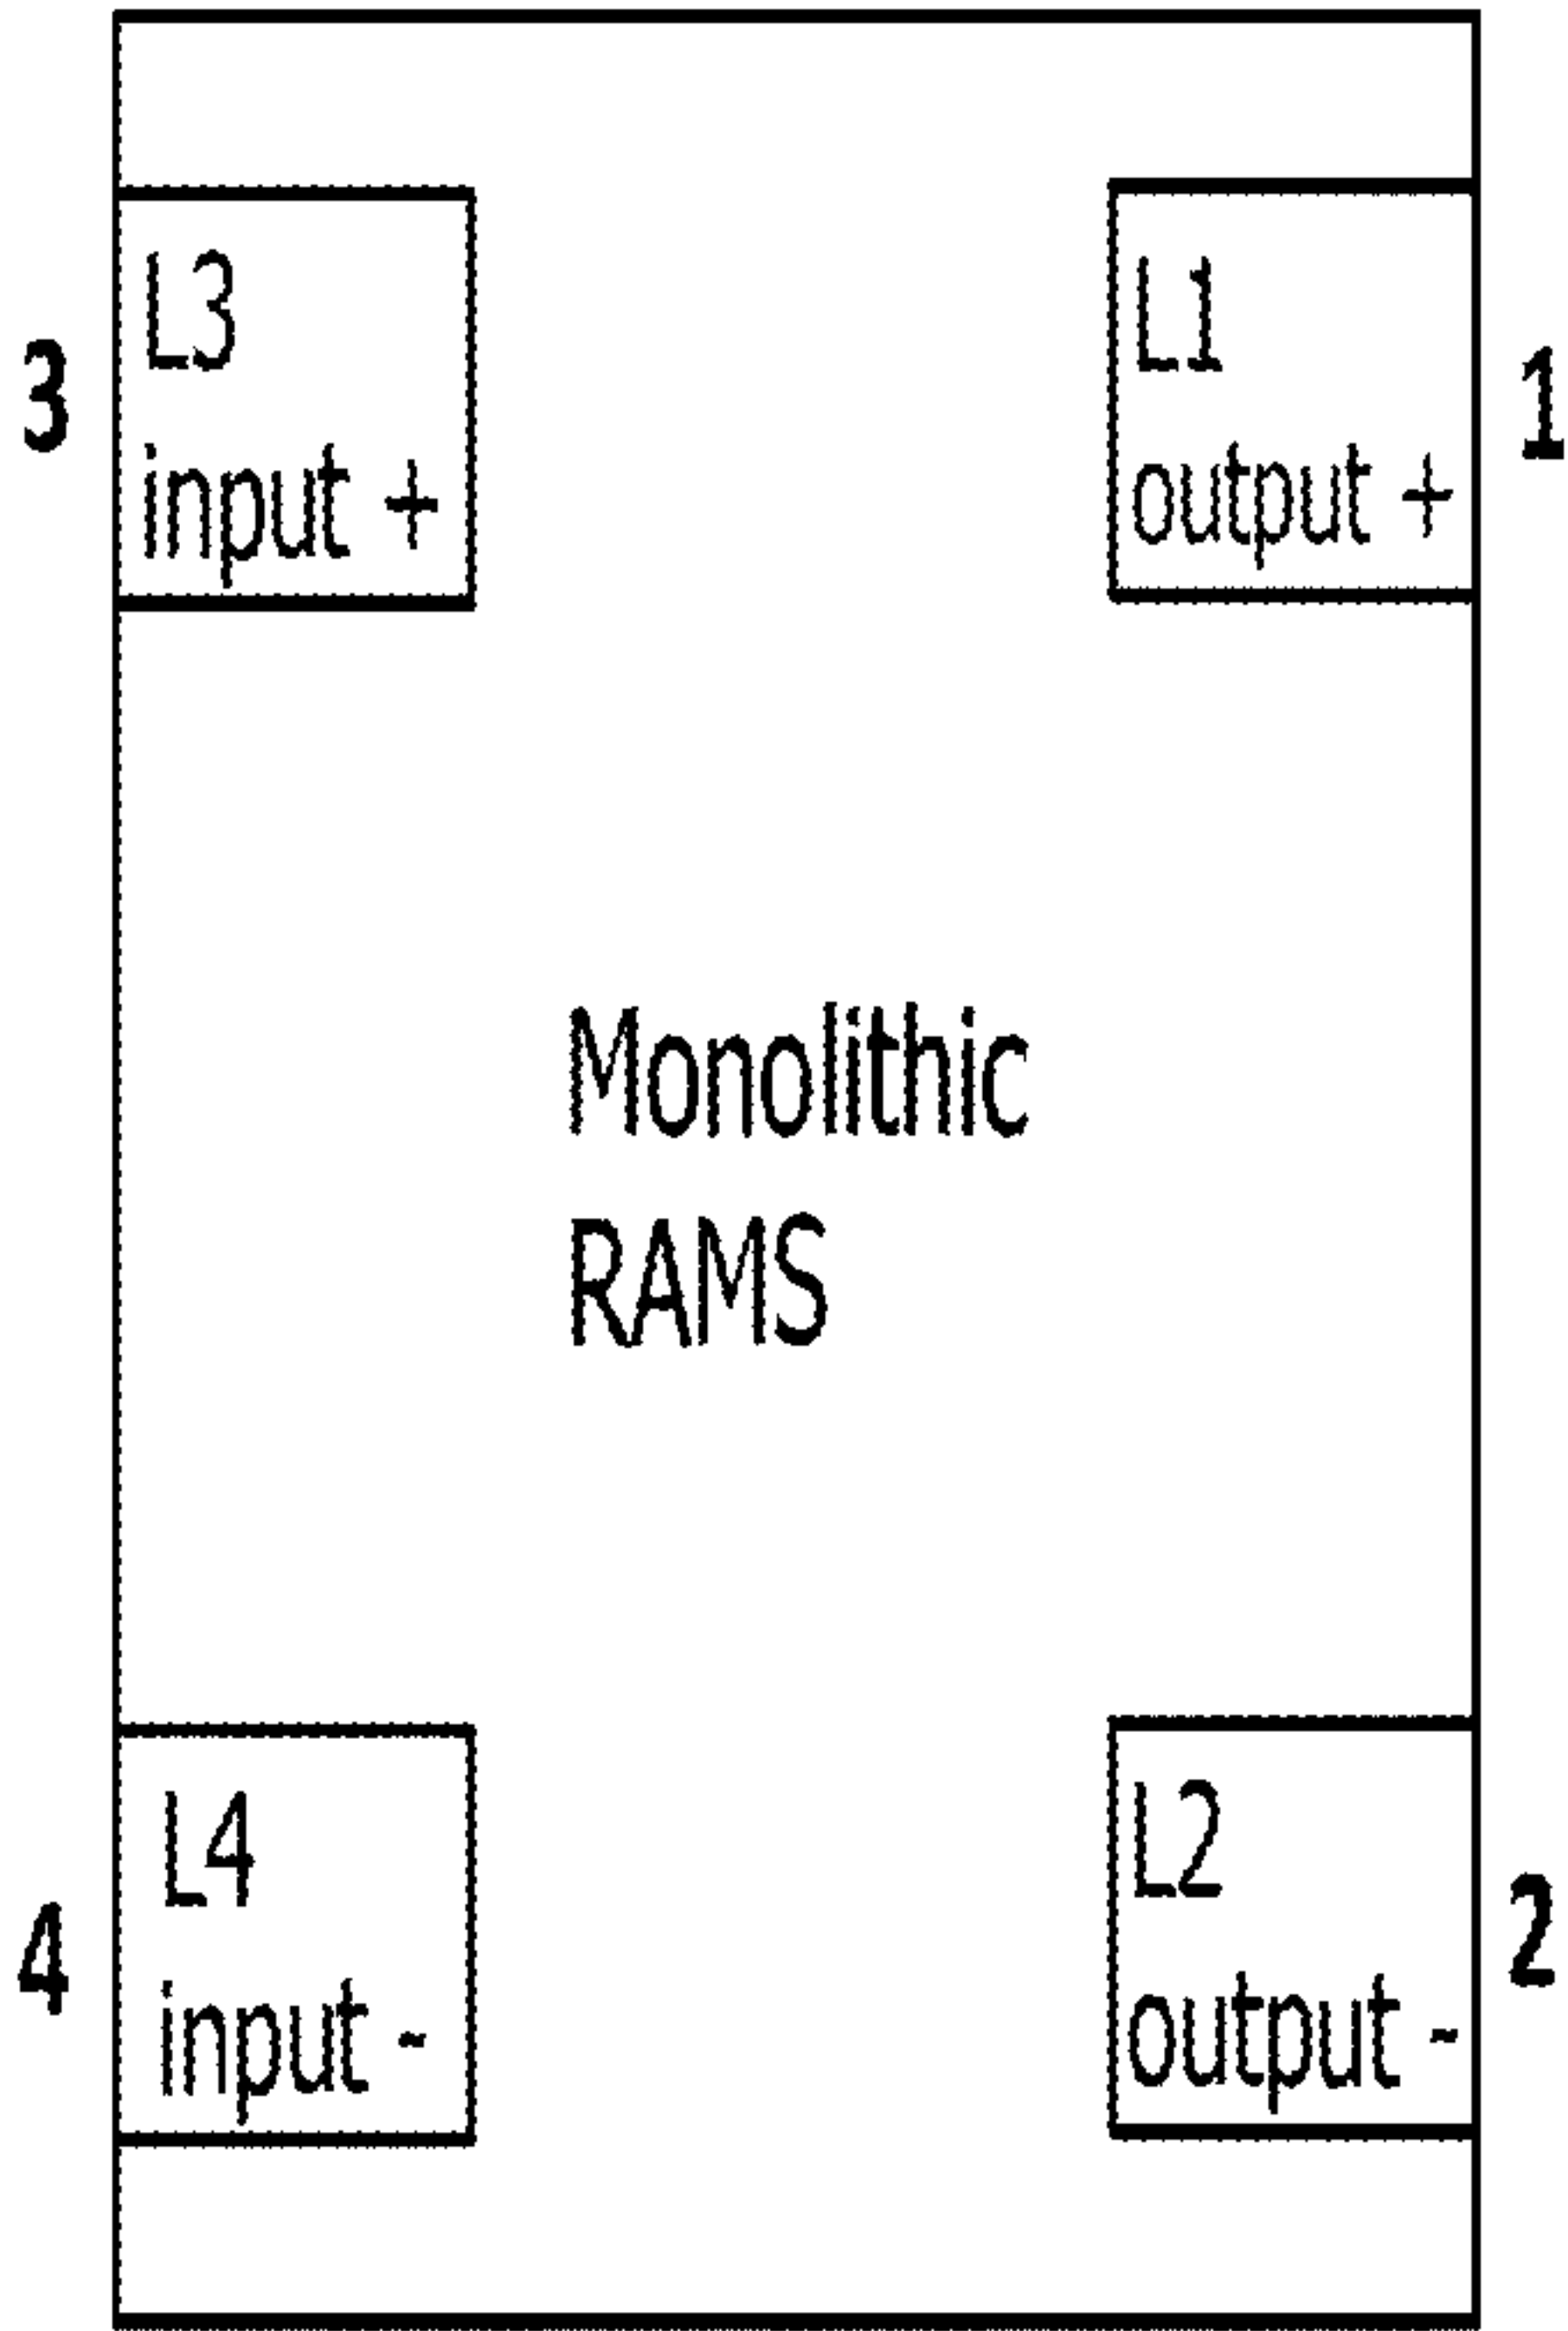 L3
input +
3
L1
output +
1
Monolithic
RAMS
L4
input -
4
L2
output -
2